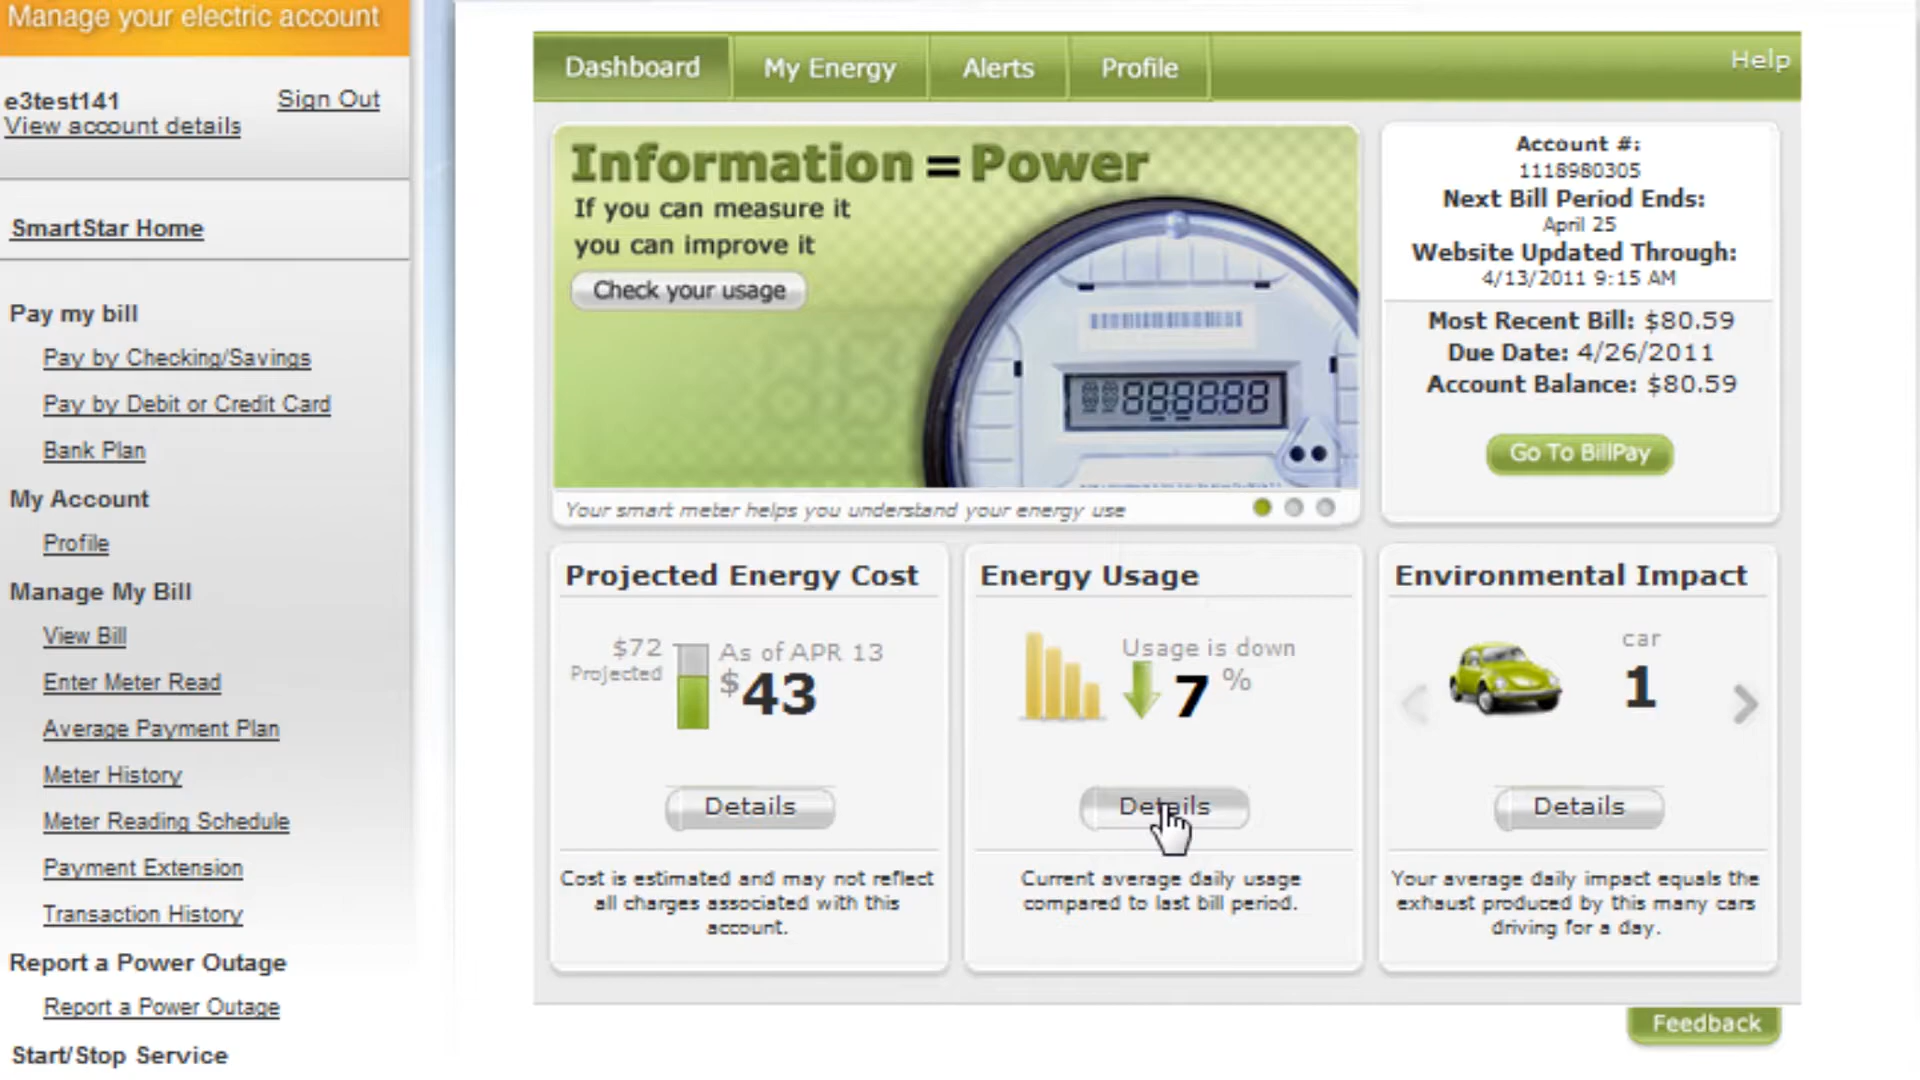 Manage your electric account
e3test141
Sign Out
View account details
SmartStar Home
Pay my bill
Pay by Checking/Savings
Pay by Debit or Credit Card
Bank Plan
My Account
Profile
Manage My Bill
View Bill
Enter Meter Read
Average Payment Plan
Meter History
Meter Reading Schedule
Payment Extension
Transaction History
Report a Power Outage
Report a Power Outage
Start/Stop Service
Dashboard
My Energy
Alerts
Profile
Help
Information = Power
If you can measure it
you can improve it
Check your usage
Your smart meter helps you understand your energy use
Account #:
1118980305
Next Bill Period Ends:
April 25
Website Updated Through:
4/13/2011 9:15 AM
Most Recent Bill: $80.59
Due Date: 4/26/2011
Account Balance: $80.59
Go To BillPay
Projected Energy Cost
$72
Projected
As of APR 13
$43
Details
Cost is estimated and may not reflect
all charges associated with this
account.
Energy Usage
Usage is down
7 %
Details
Current average daily usage
compared to last bill period.
Environmental Impact
car
1
Details
Your average daily impact equals the
exhaust produced by this many cars
driving for a day.
Feedback